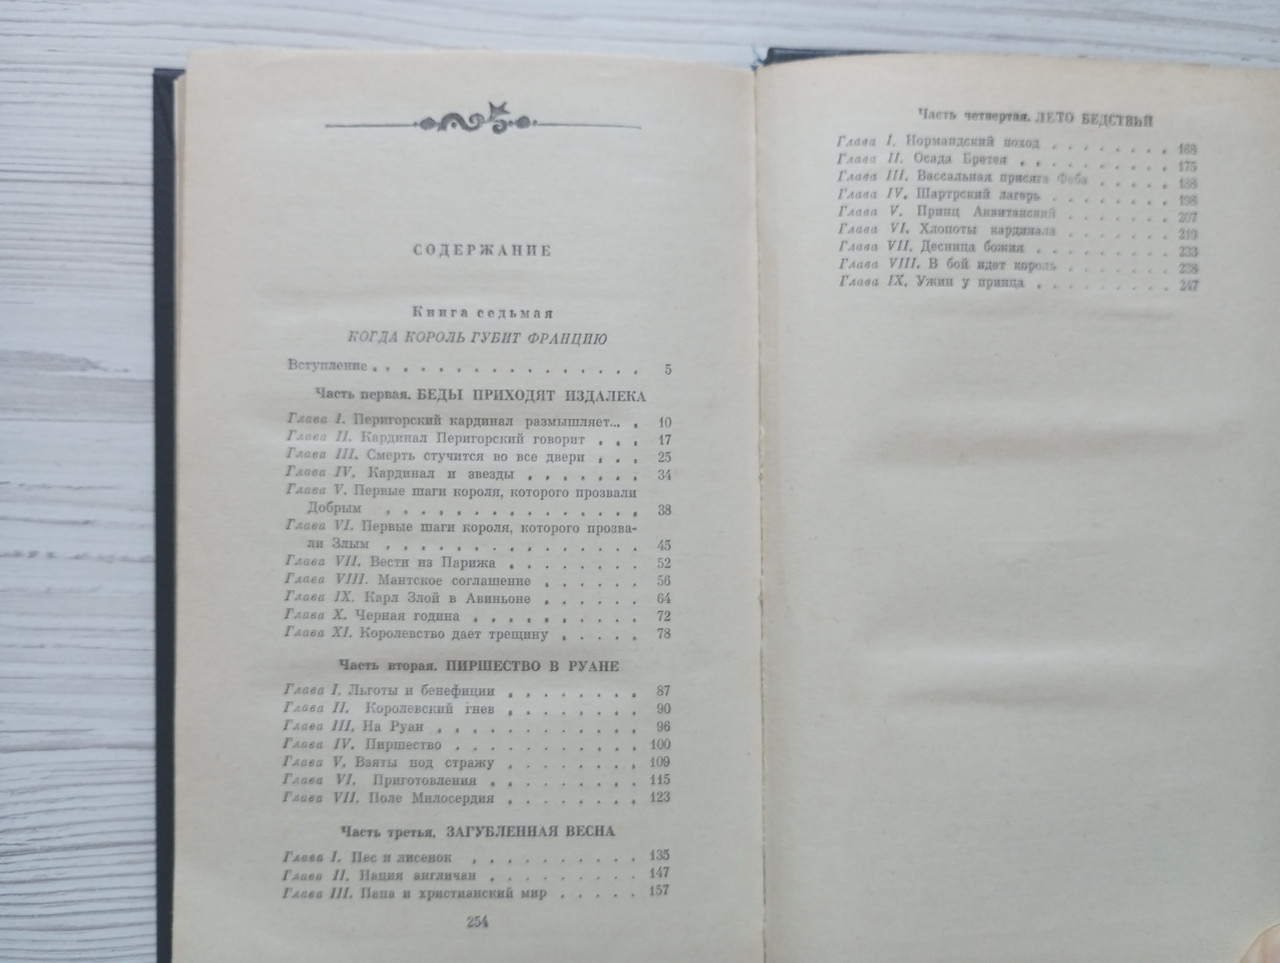 СОДЕРЖАНИЕ
Книга седьмая
КОГДА КОРОЛЬ ГУБИТ ФРАНЦИЮ
Вступление . . . . . . . . . . . . . . . . 5
Часть первая. БЕДЫ ПРИХОДЯТ ИЗДАЛЕКА
Глава I. Перигорский кардинал размышляет... . 10
Глава II. Кардинал Перигорский говорит . . . 17
Глава III. Смерть стучится во все двери . . . 25
Глава IV. Кардинал и звезды . . . . . . . 34
Глава V. Первые шаги короля, которого прозвали
Добрым . . . . . . . . . . . . . . 38
Глава VI. Первые шаги короля, которого прозва-
ли Злым . . . . . . . . . . . . . . 45
Глава VII. Вести из Парижа . . . . . . . . 52
Глава VIII. Мантское соглашение . . . . . . 56
Глава IX. Карл Злой в Авиньоне . . . . . . 64
Глава X. Черная година . . . . . . . . . . 72
Глава XI. Королевство дает трещину . . . . . 78
Часть вторая. ПИРШЕСТВО В РУАНЕ
Глава I. Льготы и бенефиции . . . . . . . . 87
Глава II. Королевский гнев . . . . . . . . 90
Глава III. На Руан . . . . . . . . . . . . 96
Глава IV. Пиршество . . . . . . . . . . . 100
Глава V. Взяты под стражу . . . . . . . . 109
Глава VI. Приготовления . . . . . . . . . 115
Глава VII. Поле Милосердия . . . . . . . . 123
Часть третья. ЗАГУБЛЕННАЯ ВЕСНА
Глава I. Пес и лисенок . . . . . . . . . . 135
Глава II. Нация англичан . . . . . . . . . 147
Глава III. Папа и христианский мир . . . . . 157
254
Часть четвертая. ЛЕТО БЕДСТВИЙ
Глава I. Нормандский поход . . . . . . . . 168
Глава II. Осада Бретея . . . . . . . . . 175
Глава III. Вассальная присяга Феба . . . . . 188
Глава IV. Шартрский лагерь . . . . . . . . 198
Глава V. Принц Аквитанский . . . . . . . 207
Глава VI. Хлопоты кардинала . . . . . . . 219
Глава VII. Десница божия . . . . . . . . . 233
Глава VIII. В бой идет король . . . . . . . 238
Глава IX. Ужин у принца . . . . . . . . . 247